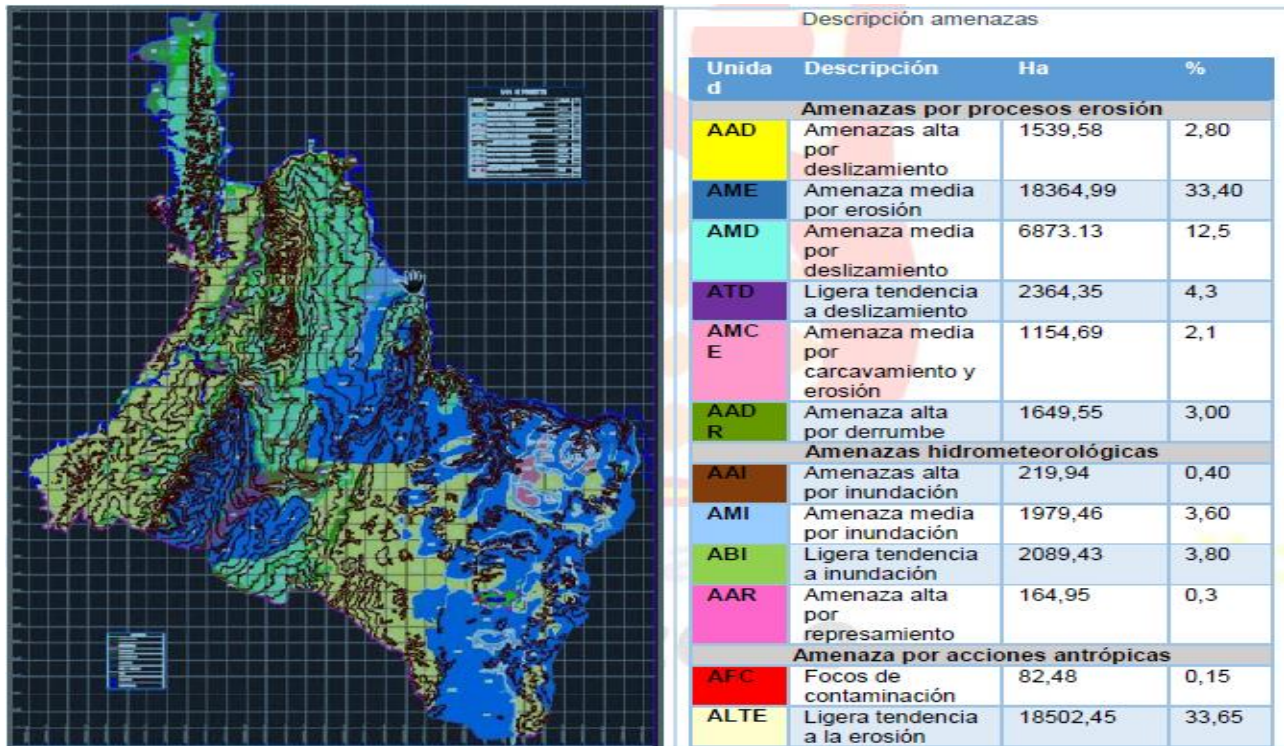 Descripción amenazas
Unida d Descripción Ha %
Amenazas por procesos erosión
AAD Amenazas alta por deslizamiento 1539,58 2,80
AME Amenaza media por erosión 18364,99 33,40
AMD Amenaza media por deslizamiento 6873.13 12,5
ATD Ligera tendencia a deslizamiento 2364,35 4,3
AMC E Amenaza media por carcavamiento y erosión 1154,69 2,1
AAD R Amenaza alta por derrumbe 1649,55 3,00
Amenazas hidrometeorológicas
AAI Amenazas alta por inundación 219,94 0,40
AMI Amenaza media por inundación 1979,46 3,60
ABI Ligera tendencia a inundación 2089,43 3,80
AAR Amenaza alta por represamiento 164,95 0,3
Amenaza por acciones antrópicas
AFC Focos de contaminación 82,48 0,15
ALTE Ligera tendencia a la erosión 18502,45 33,65